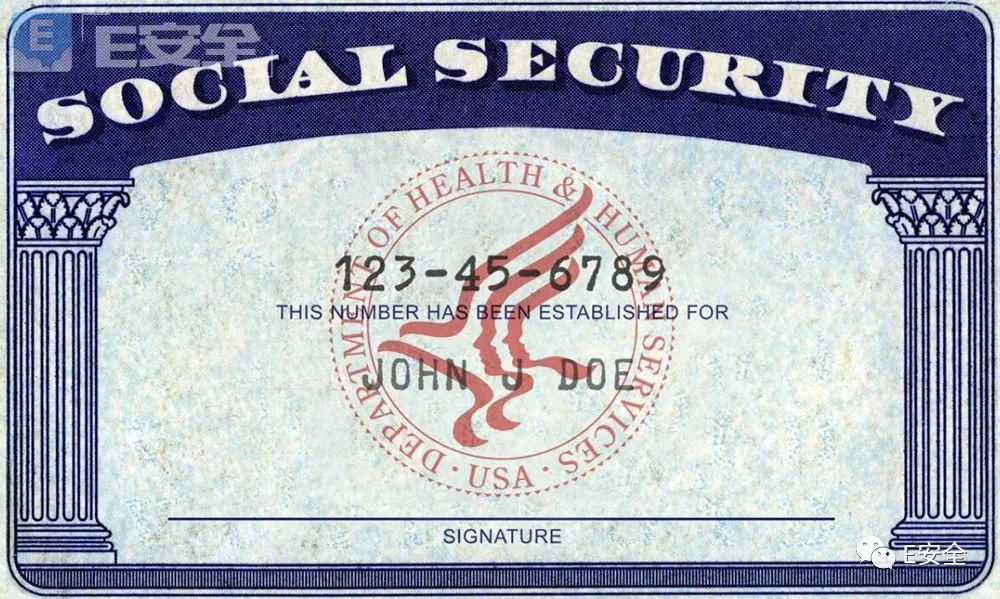 E E安全
SOCIAL SECURITY
DEPARTMENT OF HEALTH & HUMAN SERVICES · USA ·
123-45-6789
THIS NUMBER HAS BEEN ESTABLISHED FOR
JOHN J DOE
SIGNATURE
E安全